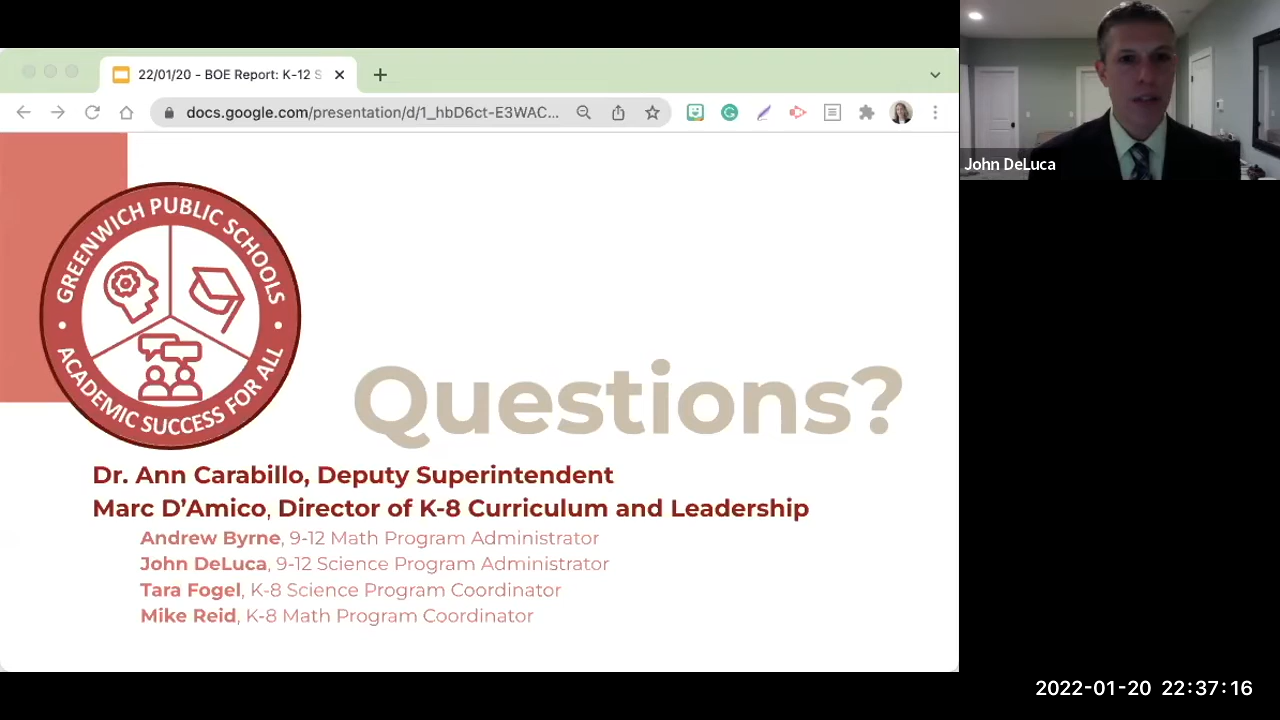 22/01/20 - BOE Report: K-12 S
docs.google.com/presentation/d/1_hbD6ct-E3WAC...
John DeLuca
GREENWICH PUBLIC SCHOOLS
ACADEMIC SUCCESS FOR ALL
Questions?
Dr. Ann Carabillo, Deputy Superintendent
Marc D’Amico, Director of K-8 Curriculum and Leadership
Andrew Byrne, 9-12 Math Program Administrator
John DeLuca, 9-12 Science Program Administrator
Tara Fogel, K-8 Science Program Coordinator
Mike Reid, K-8 Math Program Coordinator
2022-01-20 22:37:16